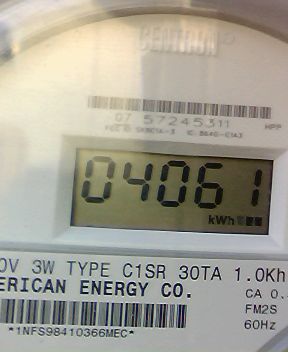 CENTRON®
07 57245311 HPP
04061
kWh
0V 3W TYPE C1SR 30TA 1.0Kh
ERICAN ENERGY CO. CA 0.
FM2S
*1NFS98410366MEC* 60Hz